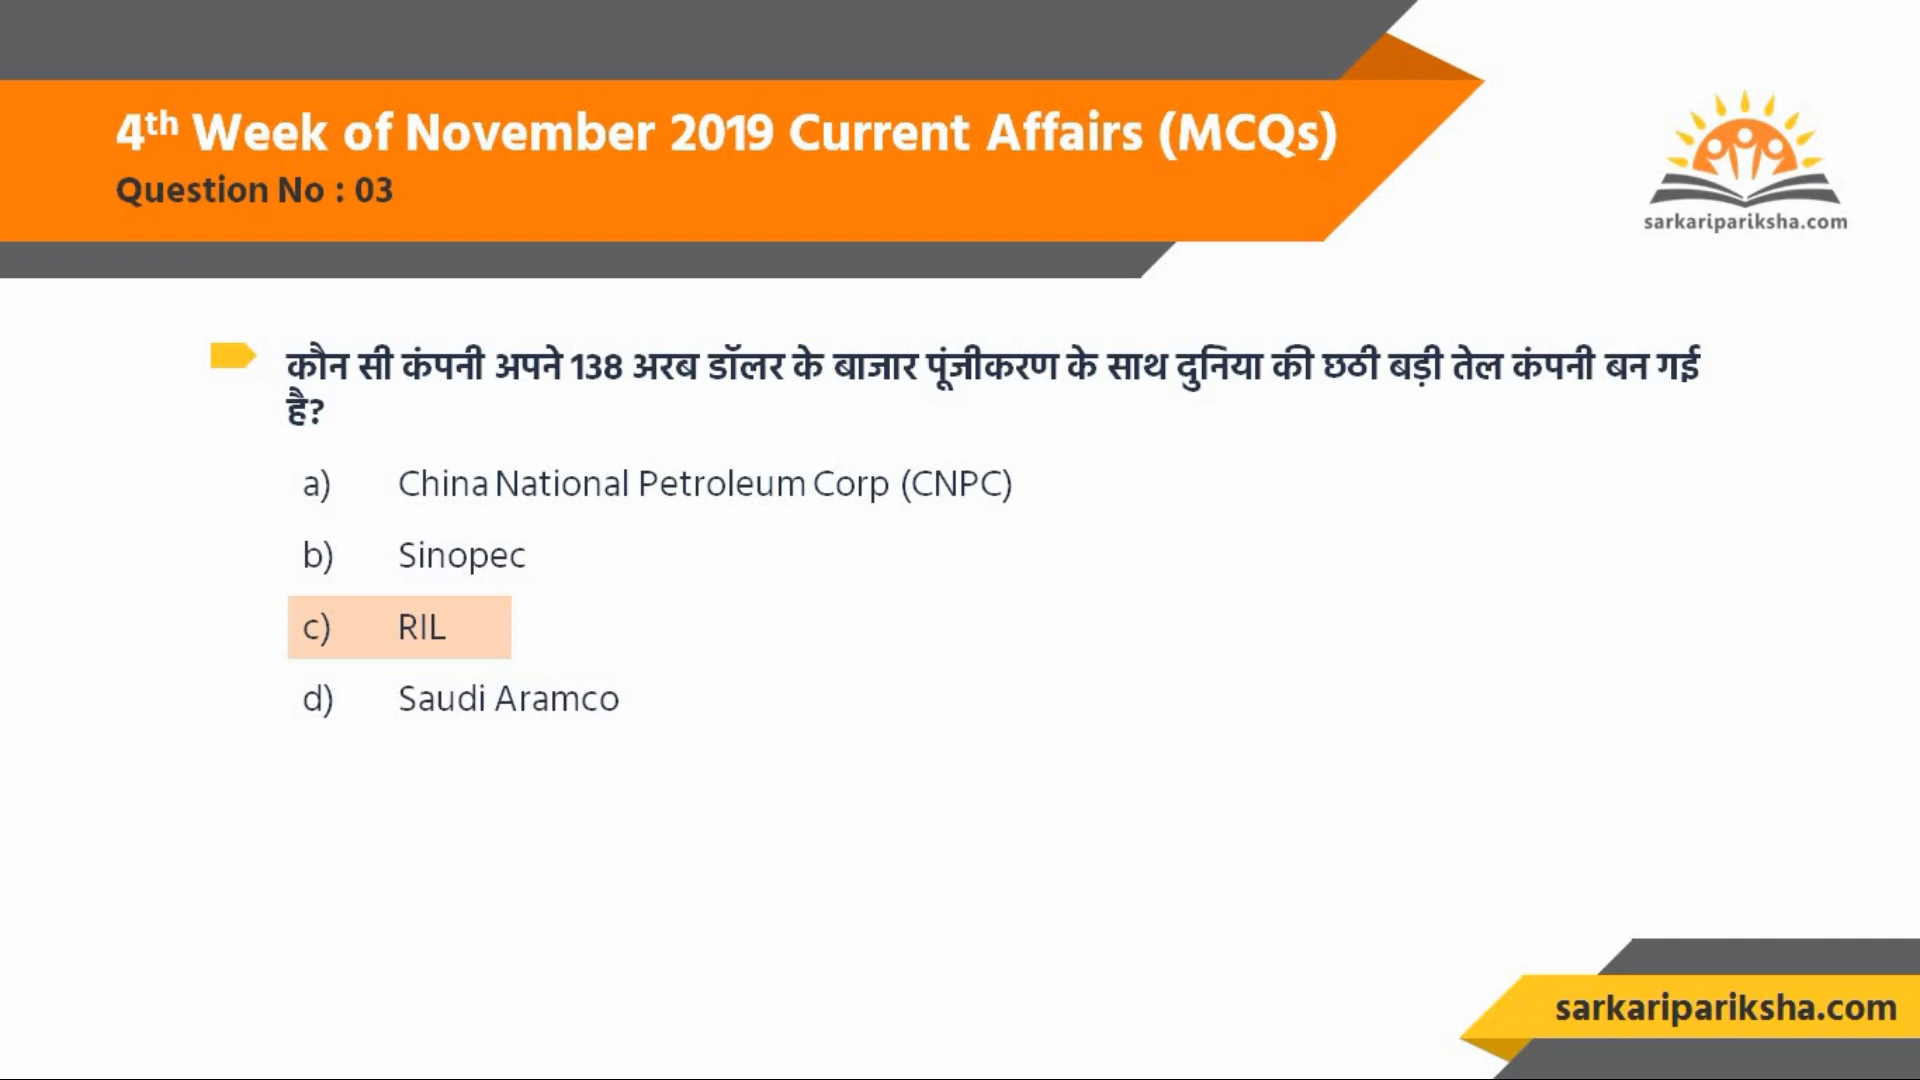 4th Week of November 2019 Current Affairs (MCQs)
Question No : 03
sarkaripariksha.com
कौन सी कंपनी अपने 138 अरब डॉलर के बाजार पूंजीकरण के साथ दुनिया की छठी बड़ी तेल कंपनी बन गई
है?
a) China National Petroleum Corp (CNPC)
b) Sinopec
c) RIL
d) Saudi Aramco
sarkaripariksha.com